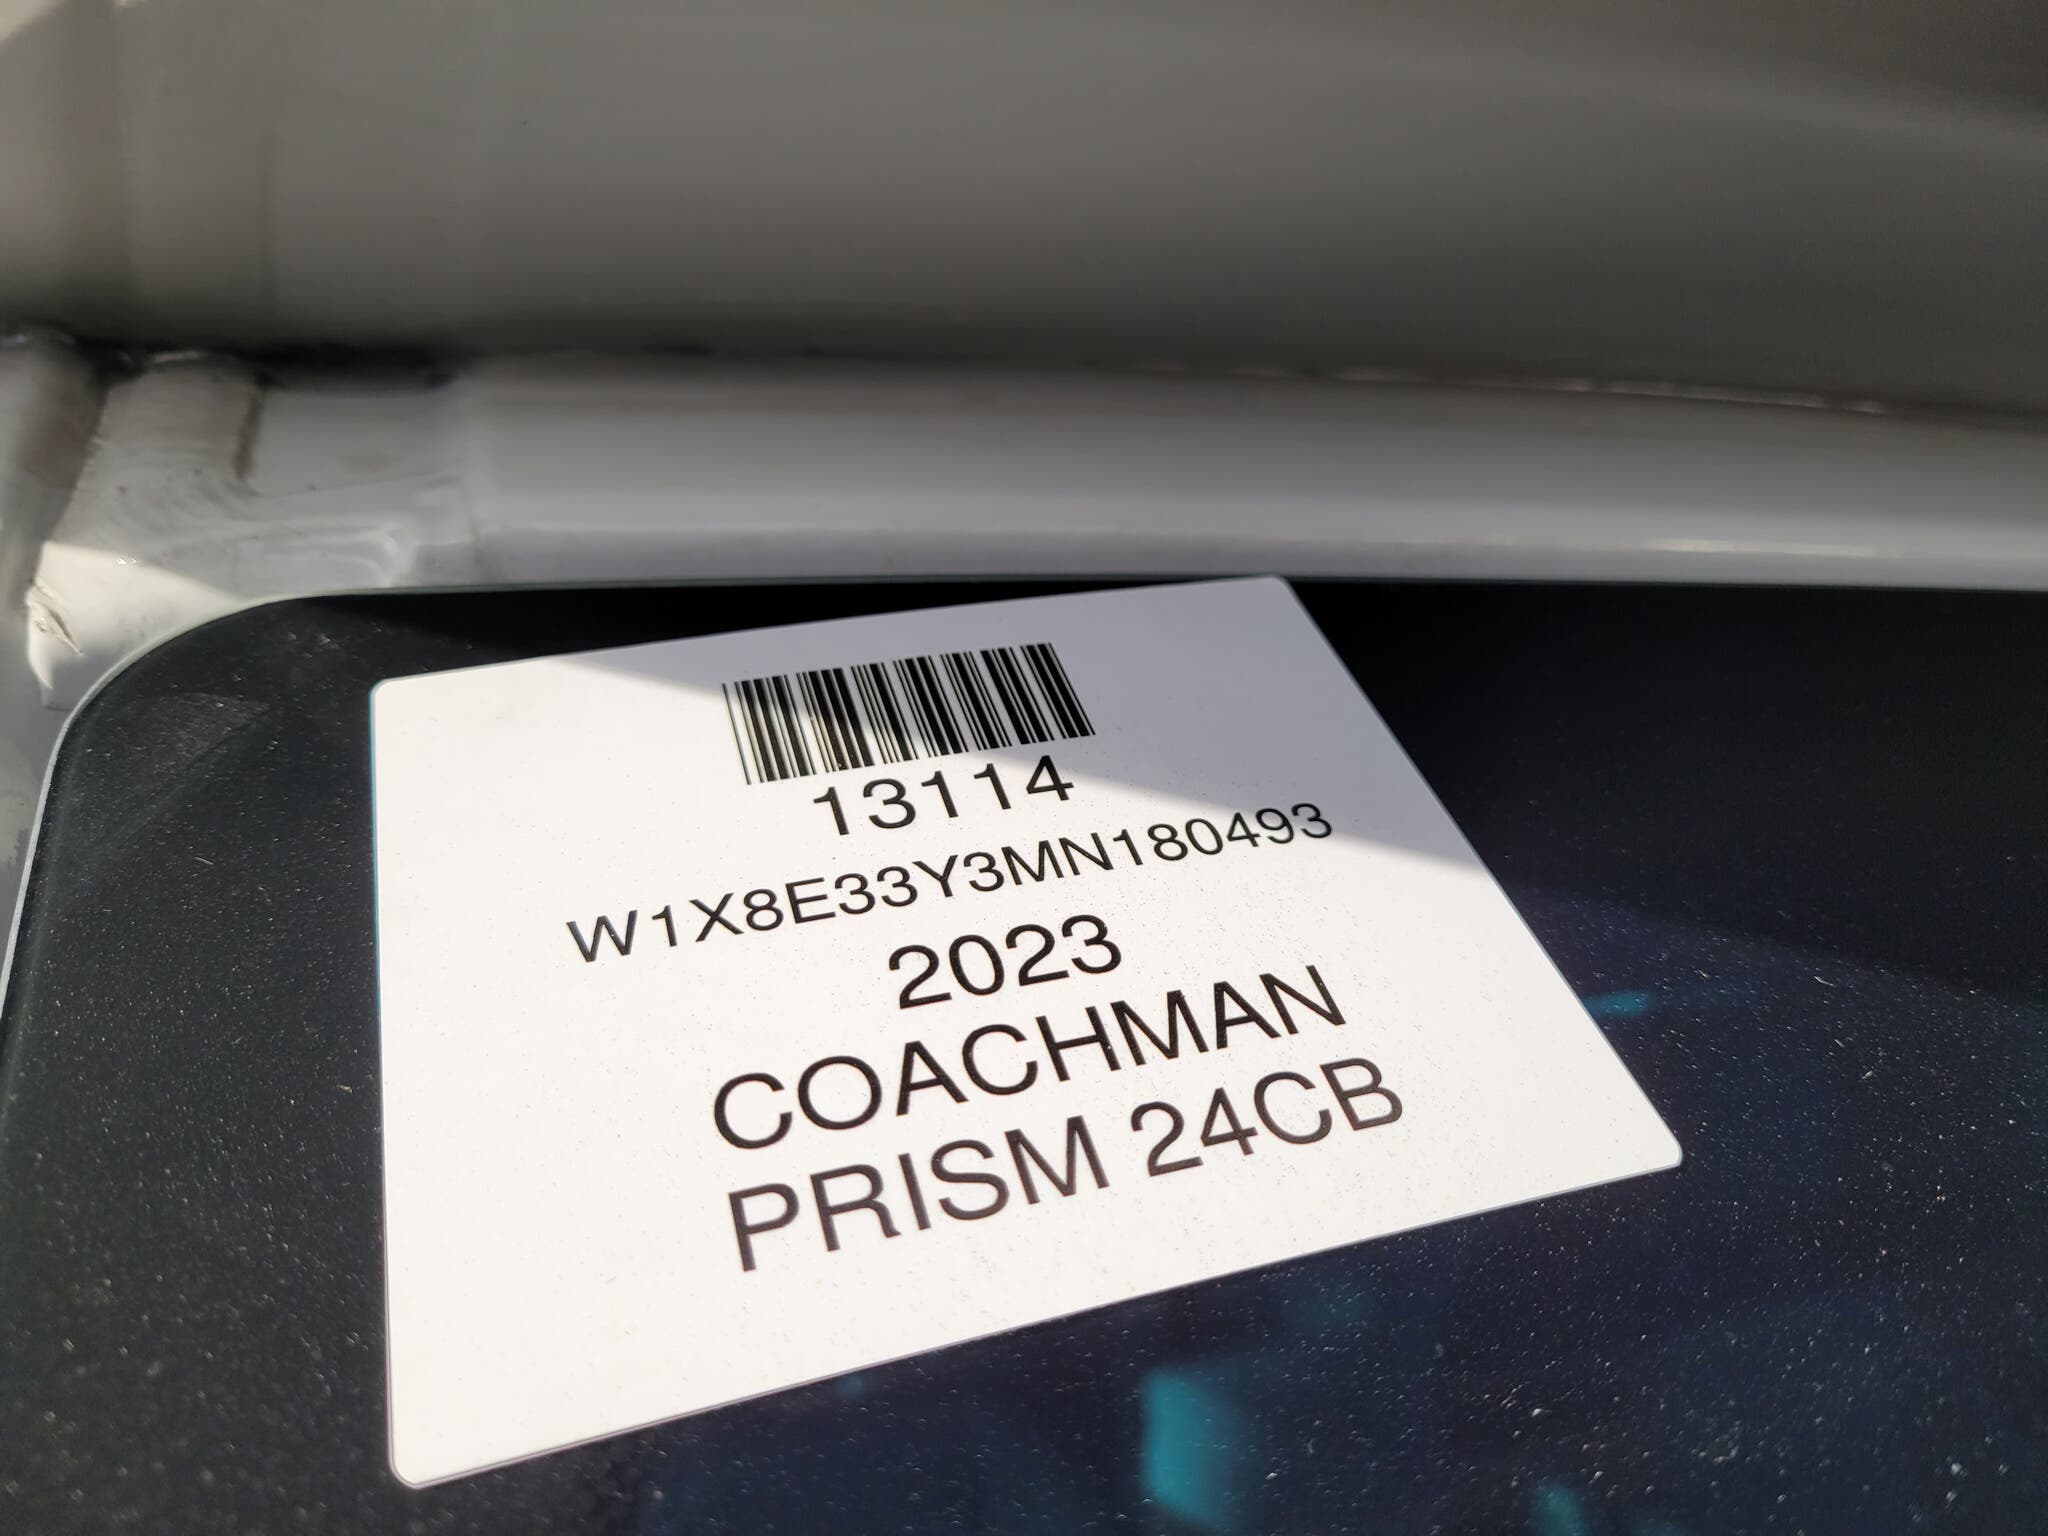 13114
W1X8E33Y3MN180493
2023
COACHMAN
PRISM 24CB